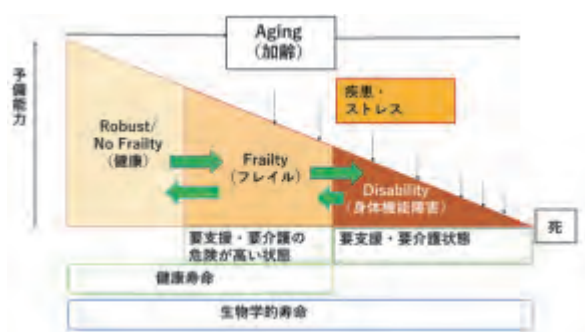 Aging
(加齢)
予備能力
疾患・
ストレス
Robust/
No Frailty
(健康)
Frailty
(フレイル)
Disability
(身体機能障害)
死
要支援・要介護の
危険が高い状態
要支援・要介護状態
健康寿命
生物学的寿命